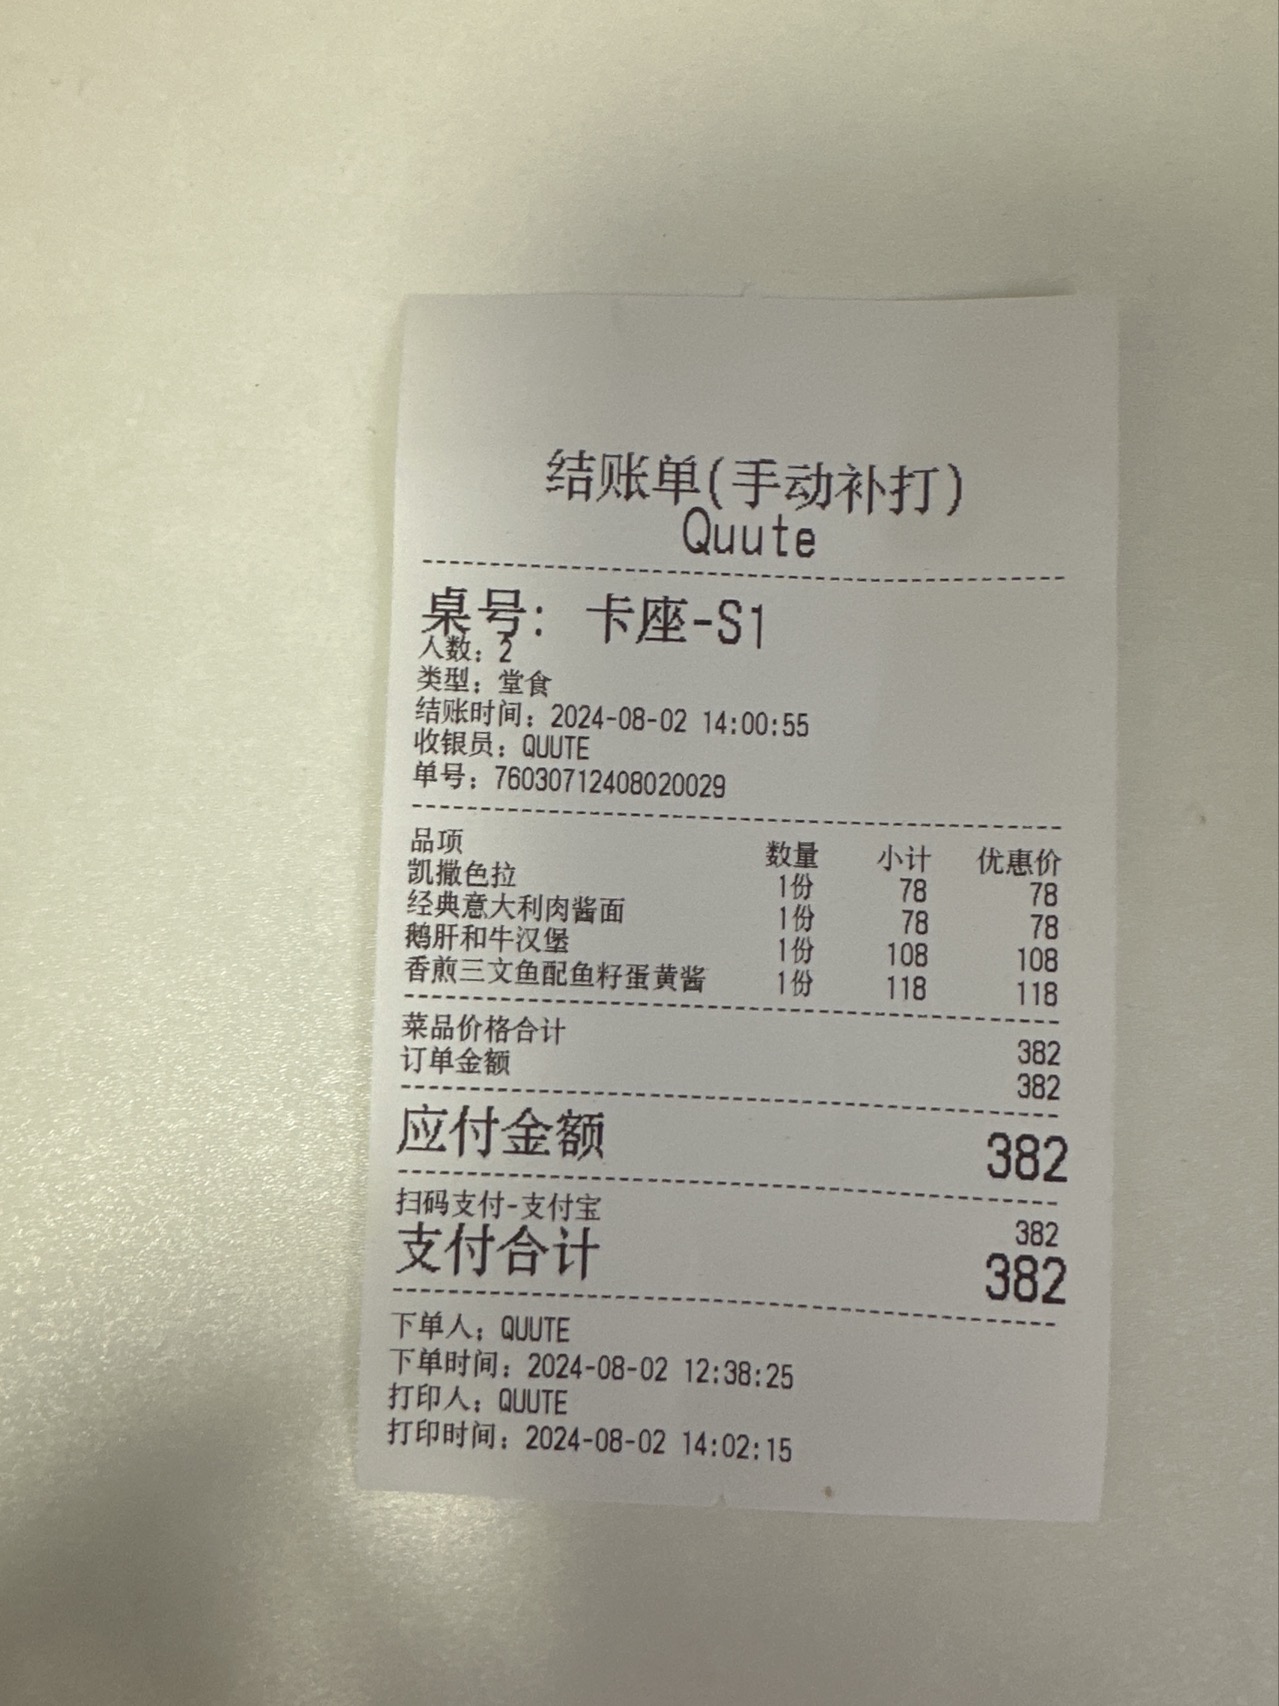 结账单(手动补打)
Quute
桌号: 卡座-S1
人数: 2
类型: 堂食
结账时间: 2024-08-02 14:00:55
收银员: QUUTE
单号: 76030712408020029
品项 数量 小计 优惠价
凯撒色拉 1份 78 78
经典意大利肉酱面 1份 78 78
鹅肝和牛汉堡 1份 108 108
香煎三文鱼配鱼籽蛋黄酱 1份 118 118
菜品价格合计 382
订单金额 382
应付金额 382
扫码支付-支付宝 382
支付合计 382
下单人: QUUTE
下单时间: 2024-08-02 12:38:25
打印人: QUUTE
打印时间: 2024-08-02 14:02:15